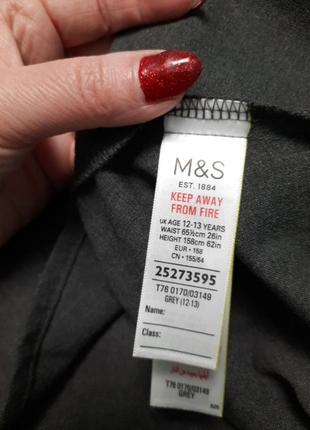 M&S
EST. 1884
KEEP AWAY
FROM FIRE
UK AGE 12-13 YEARS
WAIST 65½cm 26in
HEIGHT 158cm 62in
EUR • 158
CN • 155/64
25273595
T76 0170/03149
GREY (12-13)
Name:
Class:
T76 0170/03149
GREY